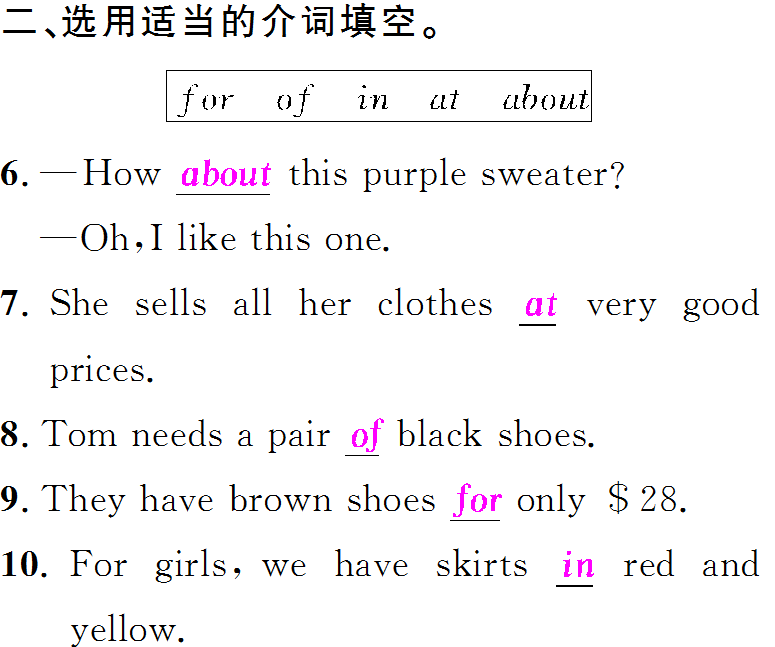 二、选用适当的介词填空。
for of in at about
6. —How about this purple sweater?
—Oh,I like this one.
7. She sells all her clothes at very good
prices.
8. Tom needs a pair of black shoes.
9. They have brown shoes for only $28.
10. For girls, we have skirts in red and
yellow.